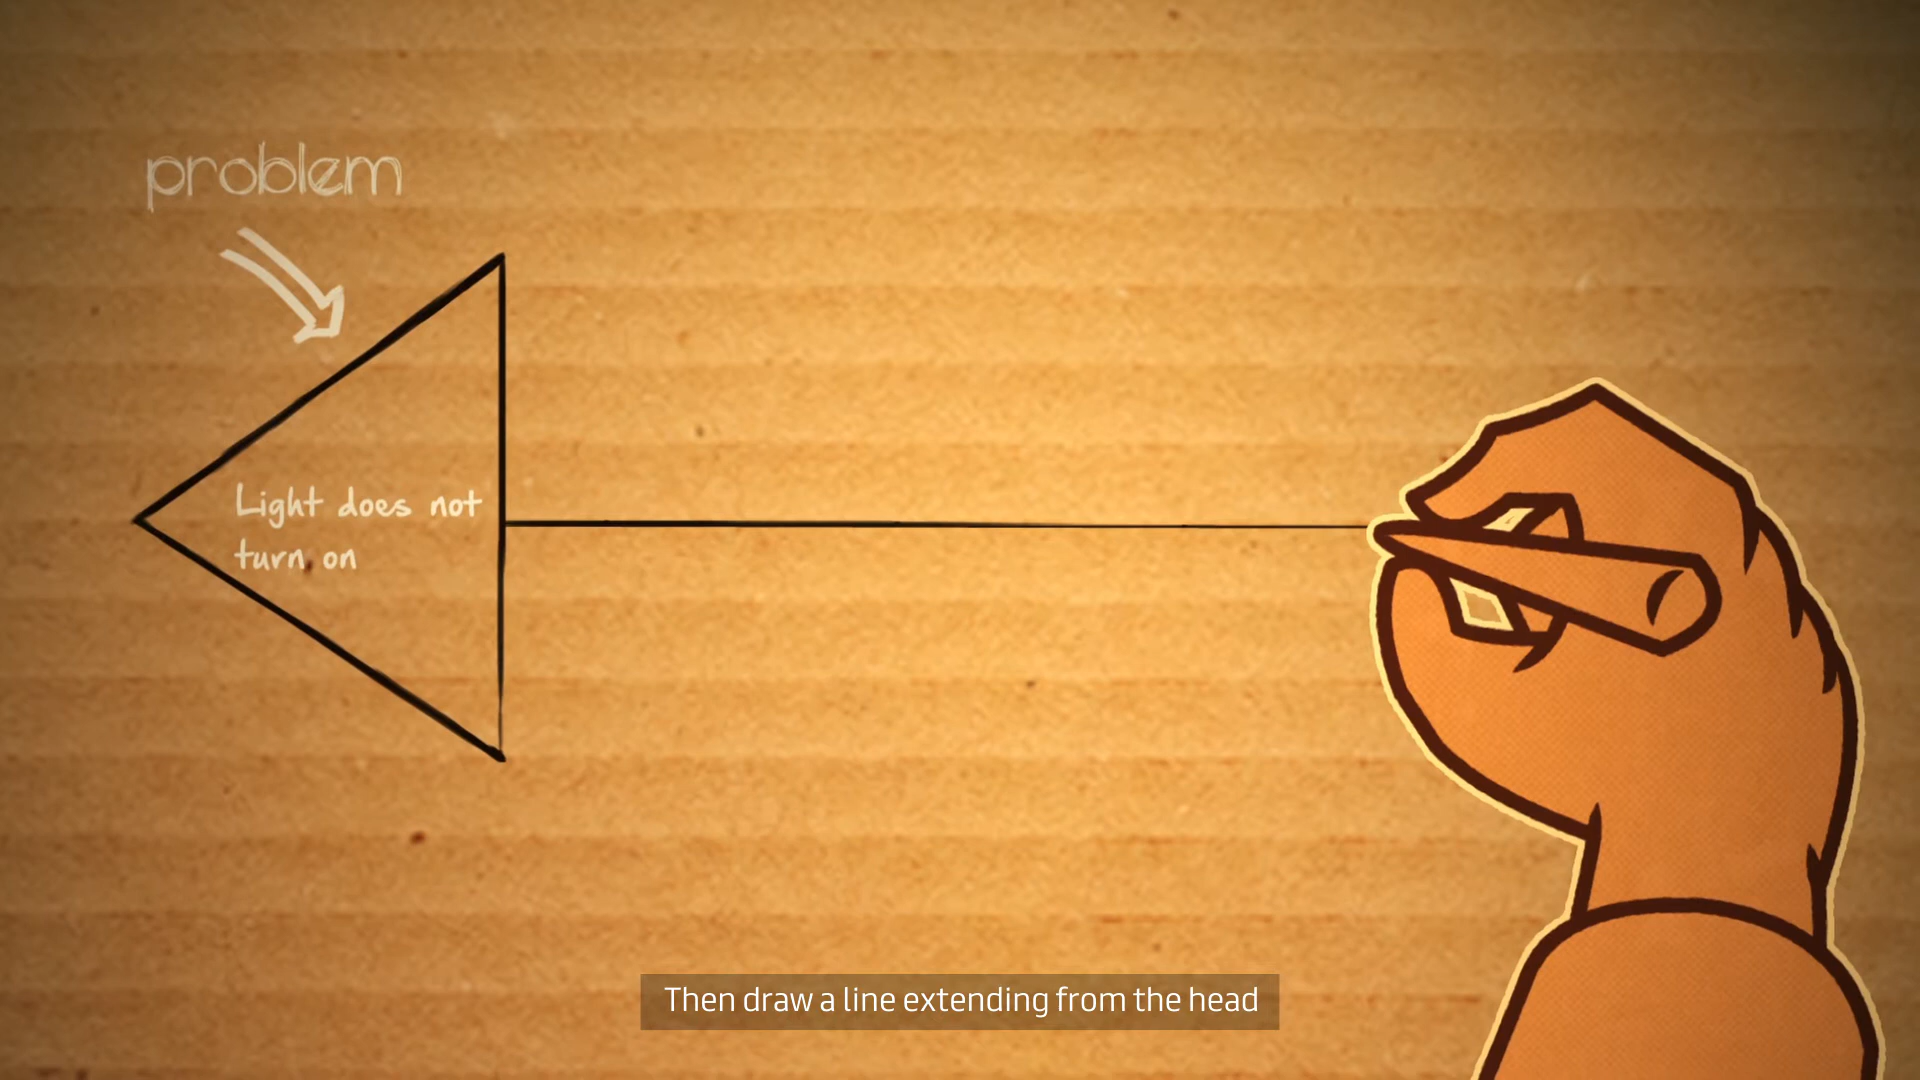 problem
Light does not
turn on
Then draw a line extending from the head